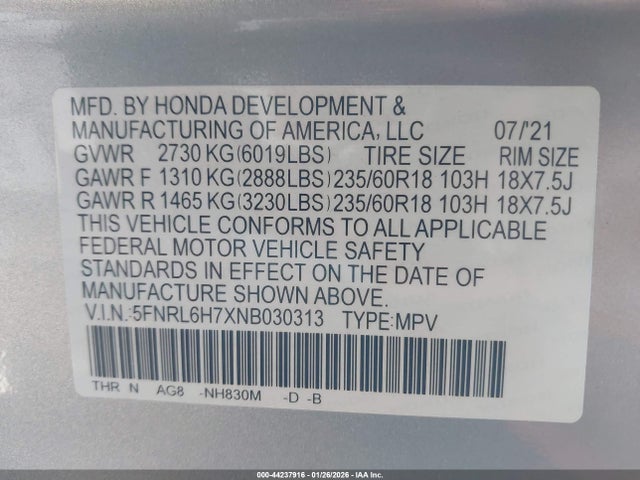 MFD. BY HONDA DEVELOPMENT &
MANUFACTURING OF AMERICA, LLC 07/'21
GVWR 2730 KG(6019LBS) TIRE SIZE RIM SIZE
GAWR F 1310 KG(2888LBS)235/60R18 103H 18X7.5J
GAWR R 1465 KG(3230LBS)235/60R18 103H 18X7.5J
THIS VEHICLE CONFORMS TO ALL APPLICABLE
FEDERAL MOTOR VEHICLE SAFETY
STANDARDS IN EFFECT ON THE DATE OF
MANUFACTURE SHOWN ABOVE.
V.I.N.:5FNRL6H7XNB030313 TYPE:MPV
THR N AG8 -NH830M -D -B
000-44237916 | 01/26/2026 | IAA Inc.